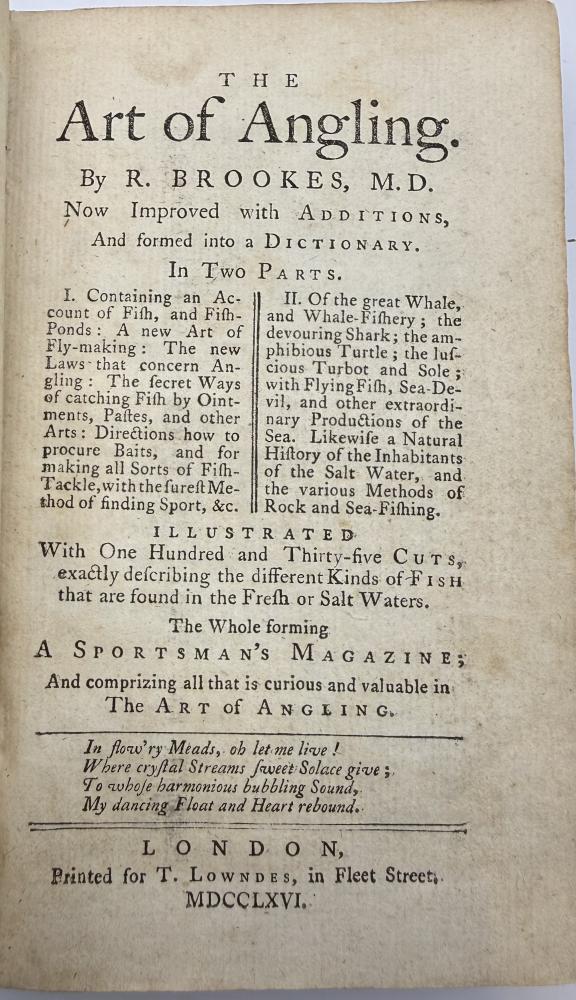 THE
Art of Angling.
By R. BROOKES, M.D.
Now Improved with ADDITIONS,
And formed into a DICTIONARY.
In Two PARTS.
I. Containing an Ac-
count of Fiſh, and Fiſh-
Ponds: A new Art of
Fly-making: The new
Laws that concern An-
gling: The ſecret Ways
of catching Fiſh by Oint-
ments, Paſtes, and other
Arts: Directions how to
procure Baits, and for
making all Sorts of Fiſh-
Tackle, with the ſureſt Me-
thod of finding Sport, &c.
II. Of the great Whale,
and Whale-Fiſhery; the
devouring Shark; the am-
phibious Turtle; the luſ-
cious Turbot and Sole;
with Flying Fiſh, Sea-De-
vil, and other extraordi-
nary Productions of the
Sea. Likewiſe a Natural
Hiſtory of the Inhabitants
of the Salt Water, and
the various Methods of
Rock and Sea-Fiſhing.
ILLUSTRATED
With One Hundred and Thirty-five CUTS,
exactly deſcribing the different Kinds of FISH
that are found in the Freſh or Salt Waters.
The Whole forming
A SPORTSMAN'S MAGAZINE;
And comprizing all that is curious and valuable in
The ART of ANGLING.
In flow'ry Meads, oh let me live!
Where cryſtal Streams ſweet Solace give;
To whoſe harmonious bubbling Sound,
My dancing Float and Heart rebound.
LONDON,
Printed for T. LOWNDES, in Fleet Street.
MDCCLXVI.